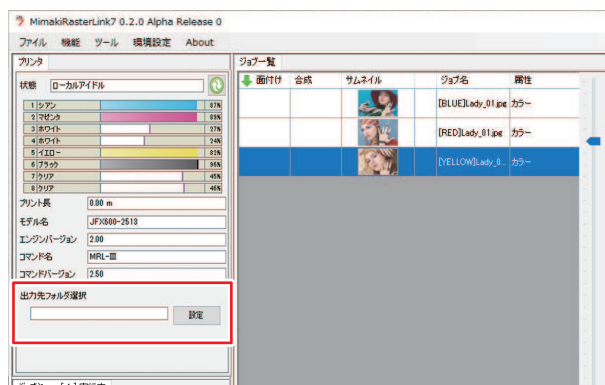 MimakiRasterLink7 0.2.0 Alpha Release 0
ファイル 機能 ツール 環境設定 About
プリンタ
状態 ローカルアイドル
1 シアン 87%
2 マゼンタ 89%
3 ホワイト 27%
4 ホワイト 24%
5 イエロー 82%
6 ブラック 96%
7 クリア 45%
8 クリア 46%
プリント長 0.00 m
モデル名 JFX600-2513
エンジンバージョン 2.00
コマンド名 MRL-III
コマンドバージョン 2.50
出力先フォルダ選択
設定
ジョブ一覧
面付け 合成 サムネイル ジョブ名 属性
[BLUE]Lady_01.jpg カラー
[RED]Lady_01.jpg カラー
[YELLOW]Lady_0... カラー